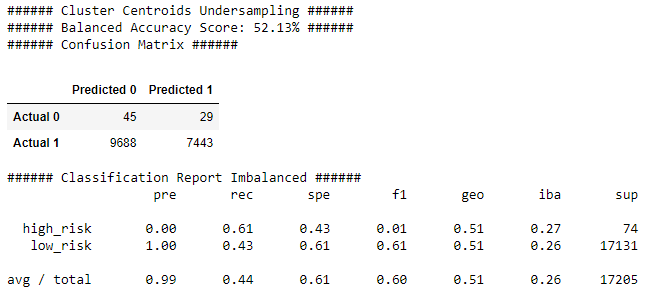 ###### Cluster Centroids Undersampling ######
###### Balanced Accuracy Score: 52.13% ######
###### Confusion Matrix ######
Predicted 0 Predicted 1
Actual 0 45 29
Actual 1 9688 7443
###### Classification Report Imbalanced ######
pre rec spe f1 geo iba sup
high_risk 0.00 0.61 0.43 0.01 0.51 0.27 74
low_risk 1.00 0.43 0.61 0.61 0.51 0.26 17131
avg / total 0.99 0.44 0.61 0.60 0.51 0.26 17205